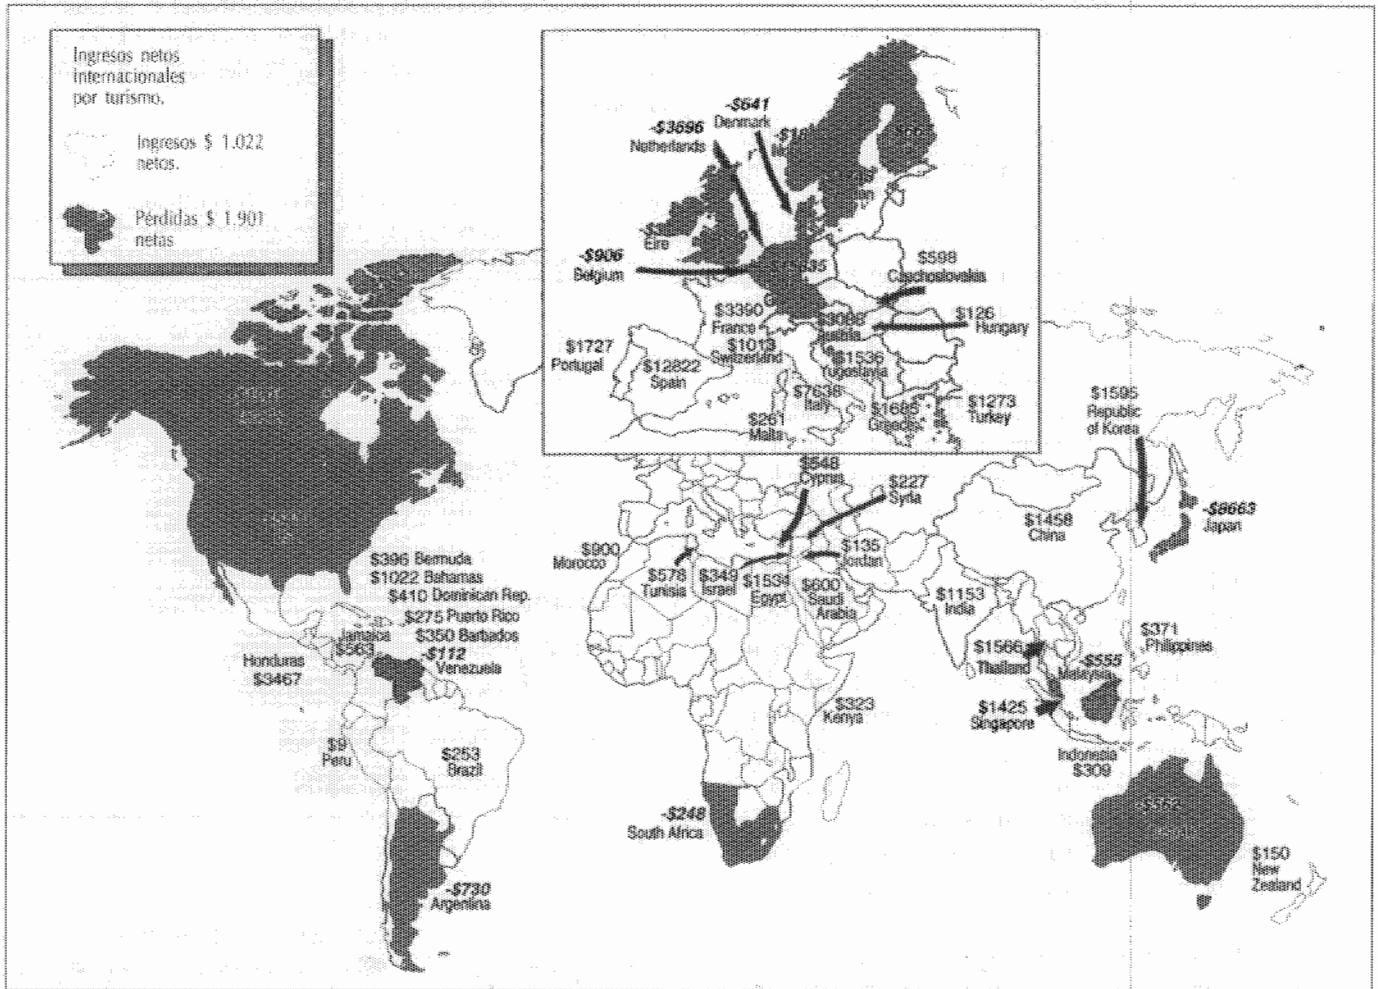 Ingresos netos
internacionales
por turismo.
Ingresos $ 1.022
netos.
Pérdidas $ 1.901
netas
-$641
Denmark
-$3696
Netherlands
Eire
-$906
Belgium
$598
Czechoslovakia
$3390
France
$3088
Austria
$126
Hungary
$1727
Portugal
$12822
Spain
$1013
Switzerland
$1536
Yugoslavia
$7638
Italy
$1685
Greece
$1273
Turkey
$261
Malta
$1595
Republic
of Korea
$548
Cyprus
$227
Syria
-$8663
Japan
$1458
China
$900
Morocco
$135
Jordan
$578
Tunisia
$349
Israel
$1534
Egypt
$600
Saudi
Arabia
$1153
India
$396 Bermuda
$1022 Bahamas
$410 Dominican Rep.
$275 Puerto Rico
$350 Barbados
Jamaica
$563
-$112
Venezuela
Honduras
$3467
$1566
Thailand
-$555
Malaysia
$371
Philippines
$1425
Singapore
$323
Kenya
$9
Peru
$253
Brazil
Indonesia
$309
-$248
South Africa
$150
New
Zealand
-$730
Argentina